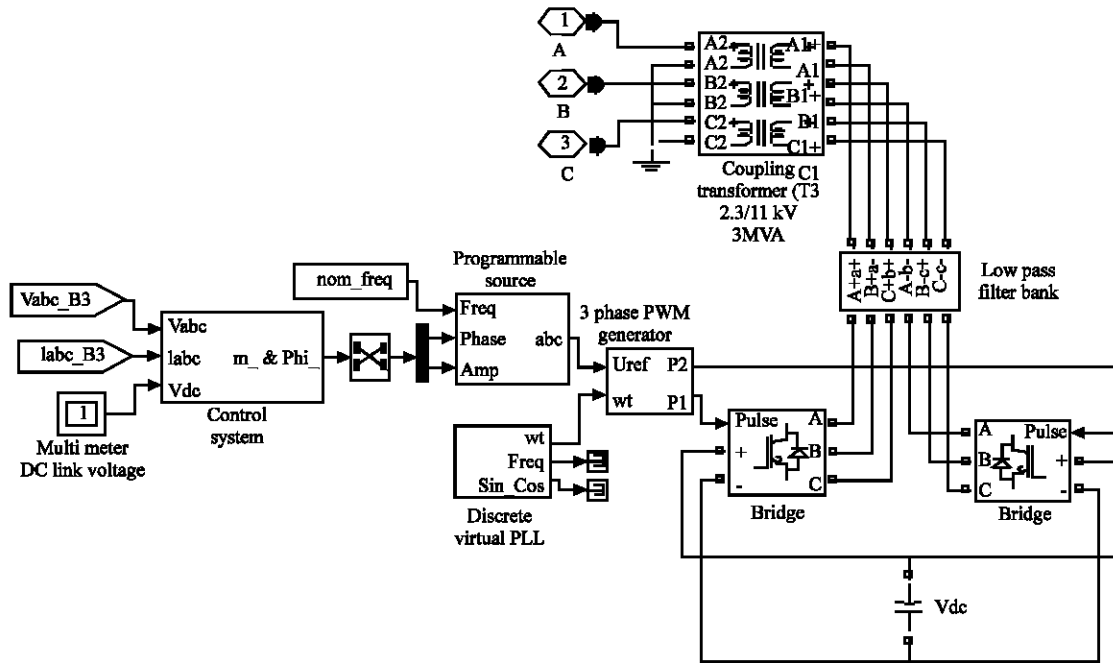 1
A
2
B
3
C
A2+
A2
B2+
B2
C2+
C2
A1+
A1
+
B1+
B1
C1+
C1
Coupling
transformer (T3
2.3/11 kV
3MVA
A+a+
B+a-
C+b+
A-b-
B-c+
C-c-
Low pass
filter bank
Vabc_B3
Iabc_B3
1
Multi meter
DC link voltage
Vabc
Iabc
Vdc
m_ & Phi_
Control
system
nom_freq
Programmable
source
Freq
Phase
Amp
abc
3 phase PWM
generator
Uref
wt
P2
P1
wt
Freq
Sin_Cos
Discrete
virtual PLL
Pulse
+
-
A
B
C
Bridge
A
B
C
Pulse
+
-
Bridge
Vdc